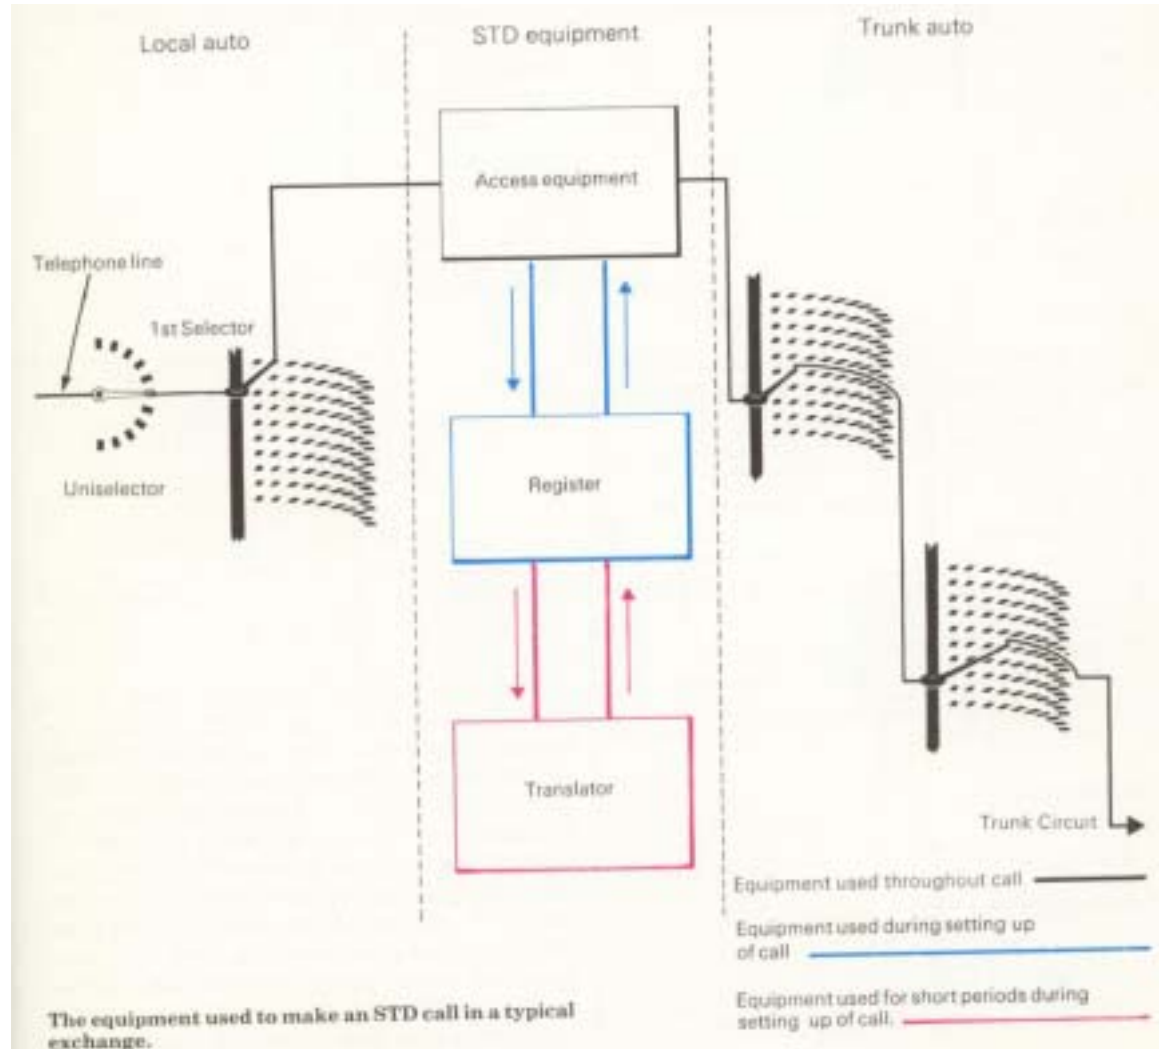 Local auto
STD equipment
Trunk auto
Access equipment
Telephone line
1st Selector
Uniselector
Register
Translator
Trunk Circuit
Equipment used throughout call
Equipment used during setting up
of call
Equipment used for short periods during
setting up of call.
The equipment used to make an STD call in a typical
exchange.